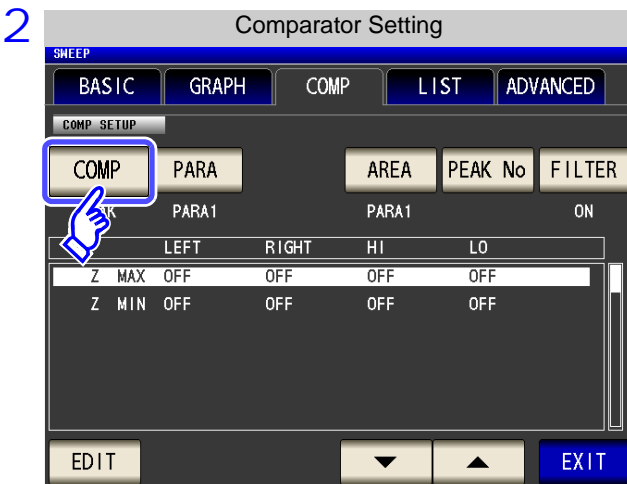 2
Comparator Setting
SWEEP
BASIC GRAPH COMP LIST ADVANCED
COMP SETUP
COMP PARA AREA PEAK No FILTER
PARA1 PARA1 ON
LEFT RIGHT HI LO
Z MAX OFF OFF OFF OFF
Z MIN OFF OFF OFF OFF
EDIT EXIT